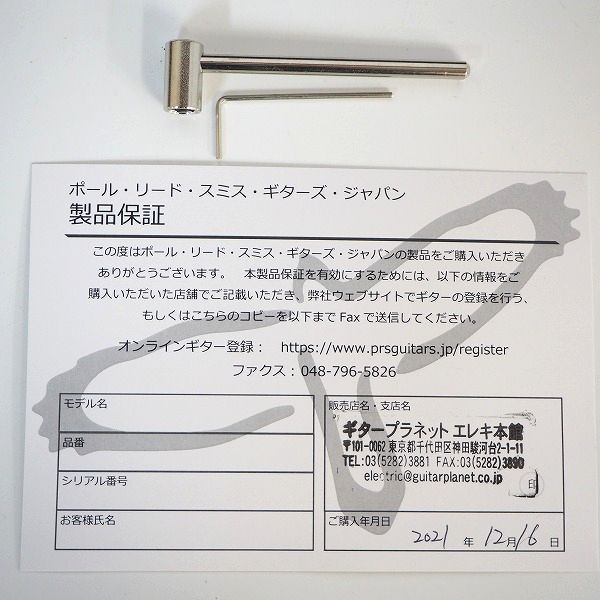 ポール・リード・スミス・ギターズ・ジャパン
製品保証
この度はポール・リード・スミス・ギターズ・ジャパンの製品をご購入いただき
ありがとうございます。　本製品保証を有効にするためには、以下の情報をご
購入いただいた店舗でご記載いただき、弊社ウェブサイトでギターの登録を行う、
もしくはこちらのコピーを以下まで Fax で送信してください。
オンラインギター登録：　https://www.prsguitars.jp/register
ファクス：048-796-5826
モデル名
品番
シリアル番号
お客様氏名
販売店名・支店名
ギタープラネット エレキ本館
〒101-0062 東京都千代田区神田駿河台2-1-11
TEL:03(5282)3881 FAX:03(5282)3890
electric@guitarplanet.co.jp
印
ご購入年月日
2021 年 12月 16 日